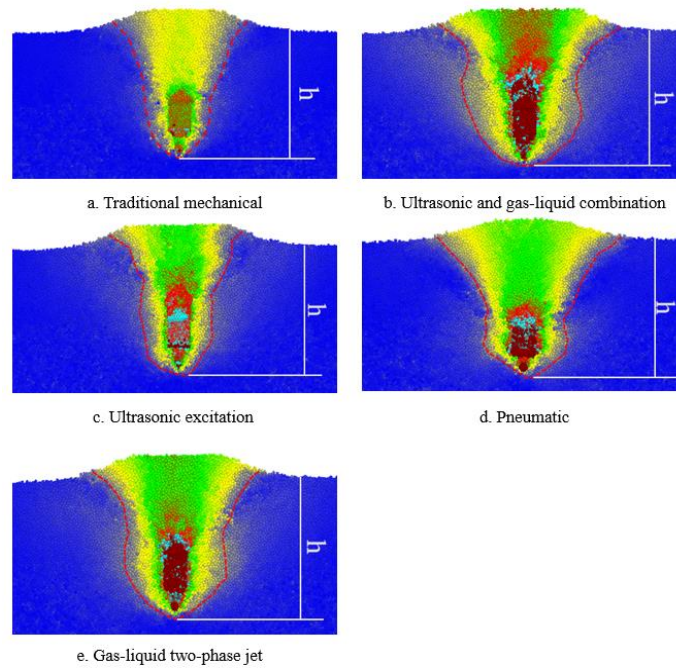 h
h
a. Traditional mechanical
b. Ultrasonic and gas-liquid combination
h
h
c. Ultrasonic excitation
d. Pneumatic
h
e. Gas-liquid two-phase jet